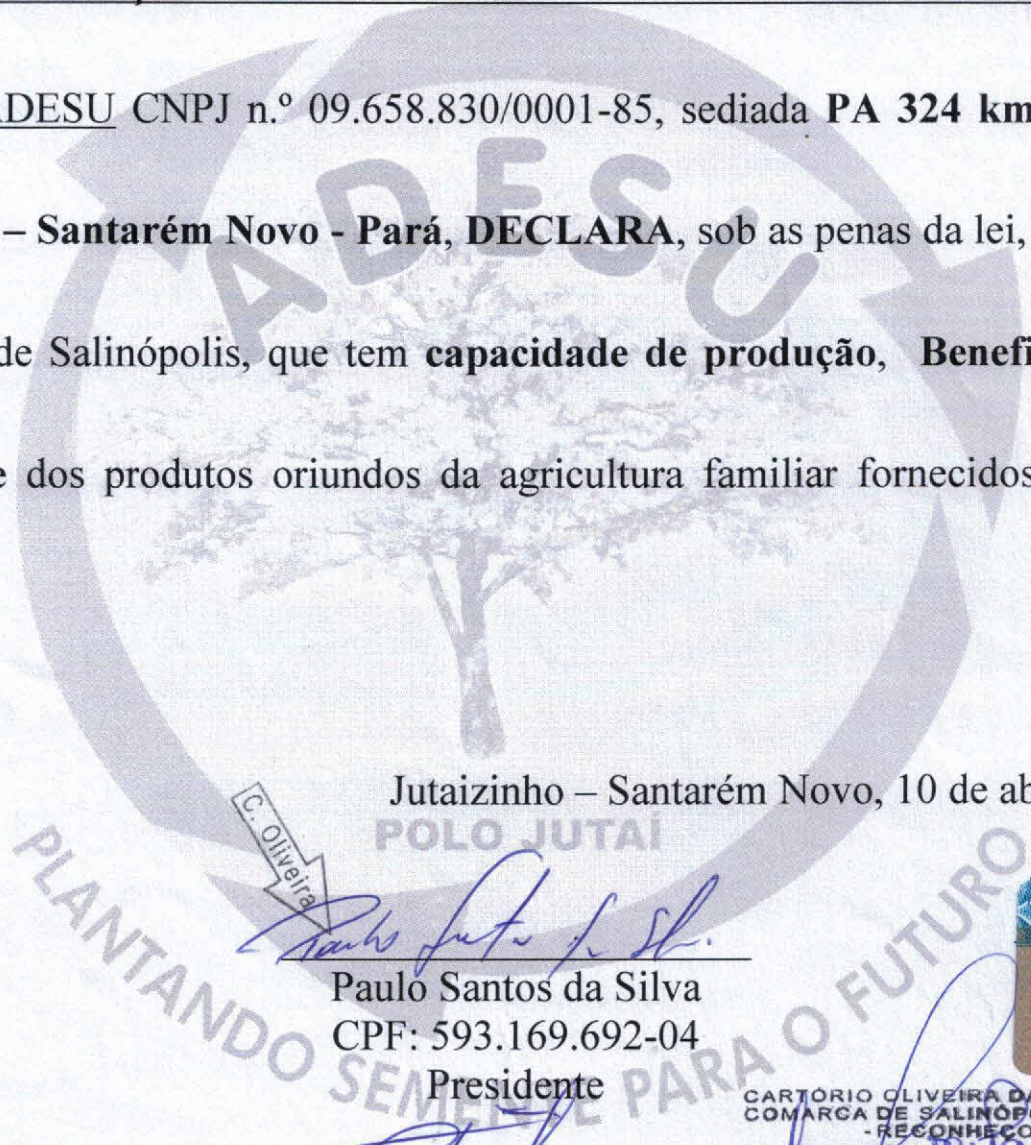 ADESU CNPJ n.º 09.658.830/0001-85, sediada PA 324 km
ADESU
– Santarém Novo - Pará, DECLARA, sob as penas da lei,
de Salinópolis, que tem capacidade de produção, Benefi
dos produtos oriundos da agricultura familiar fornecidos
Jutaizinho – Santarém Novo, 10 de ab
POLO JUTAÍ
C. Oliveira
Paulo Santos da Silva
CPF: 593.169.692-04
Presidente
PLANTANDO SEMENTE PARA O FUTURO
CARTÓRIO OLIVEIRA DA
COMARCA DE SALINÓPO
- RECONHEÇO